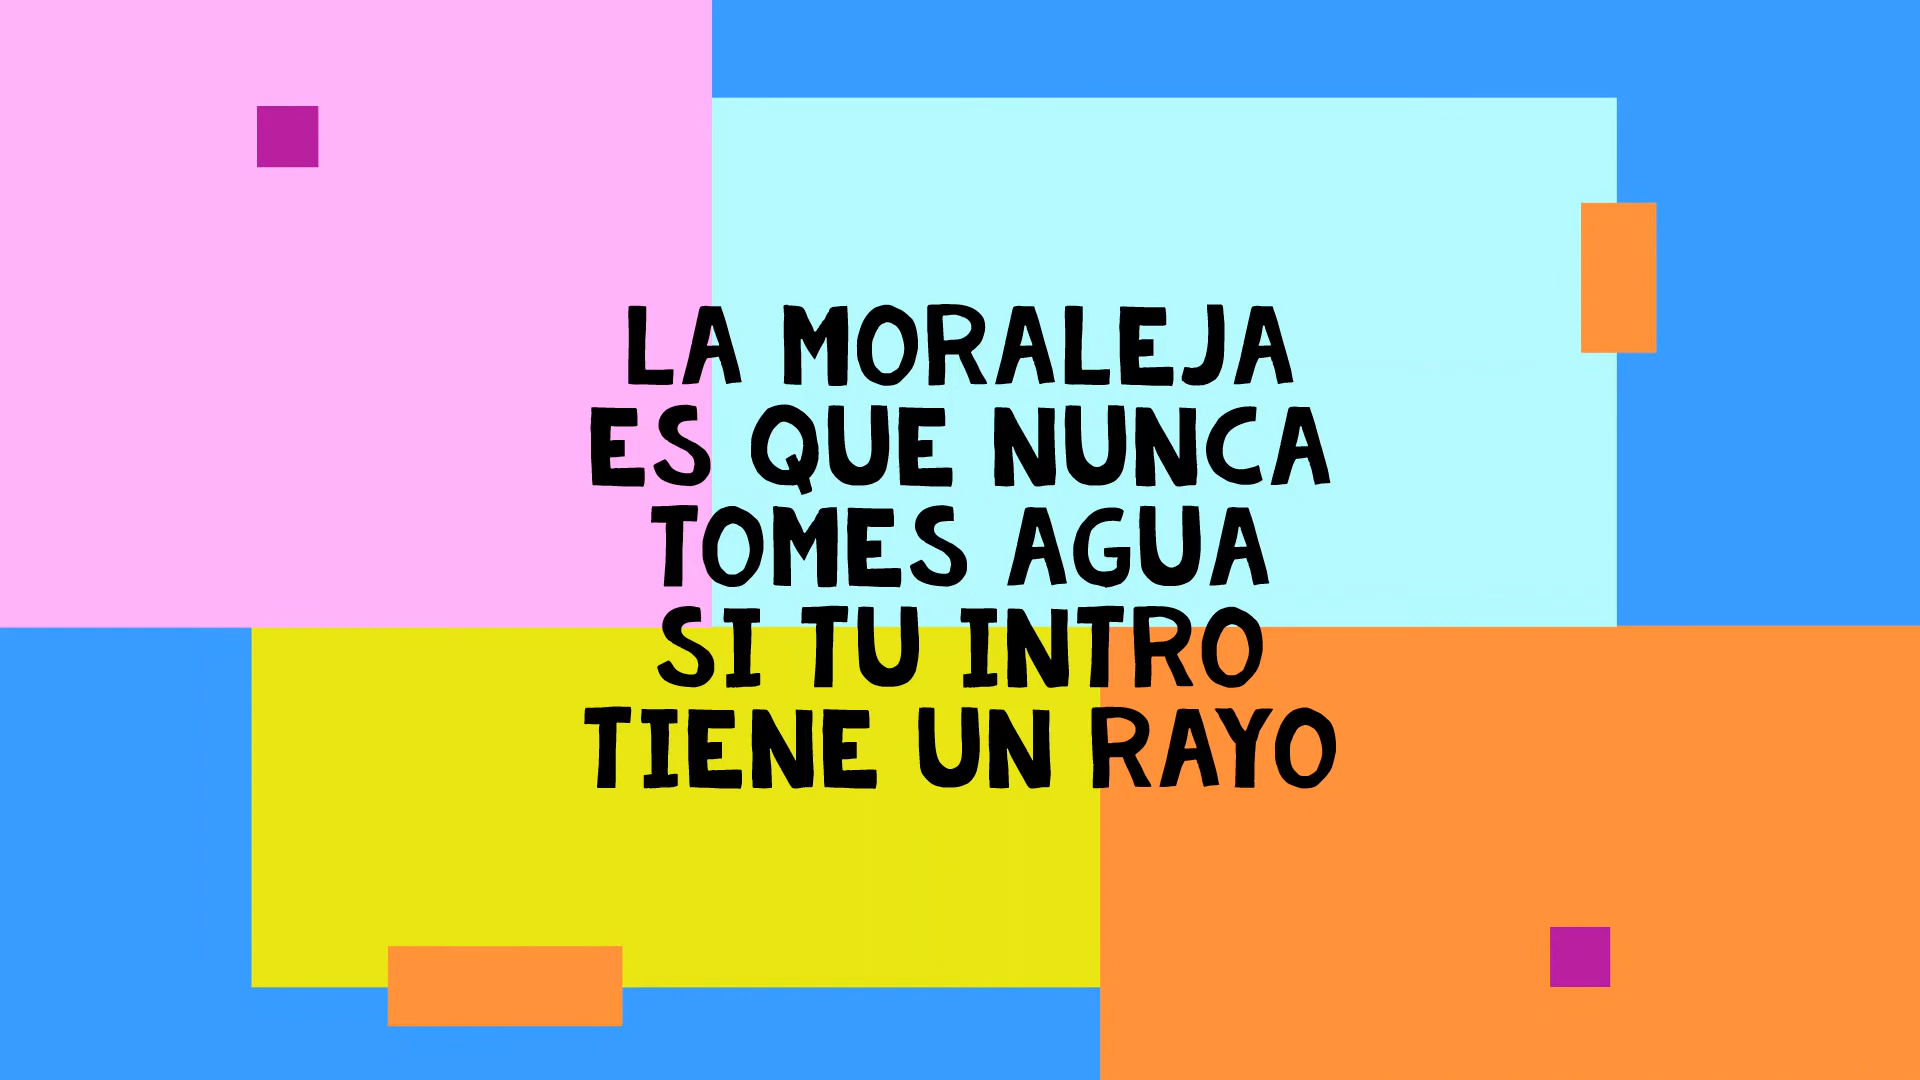 LA MORALEJA
ES QUE NUNCA
TOMES AGUA
SI TU INTRO
TIENE UN RAYO